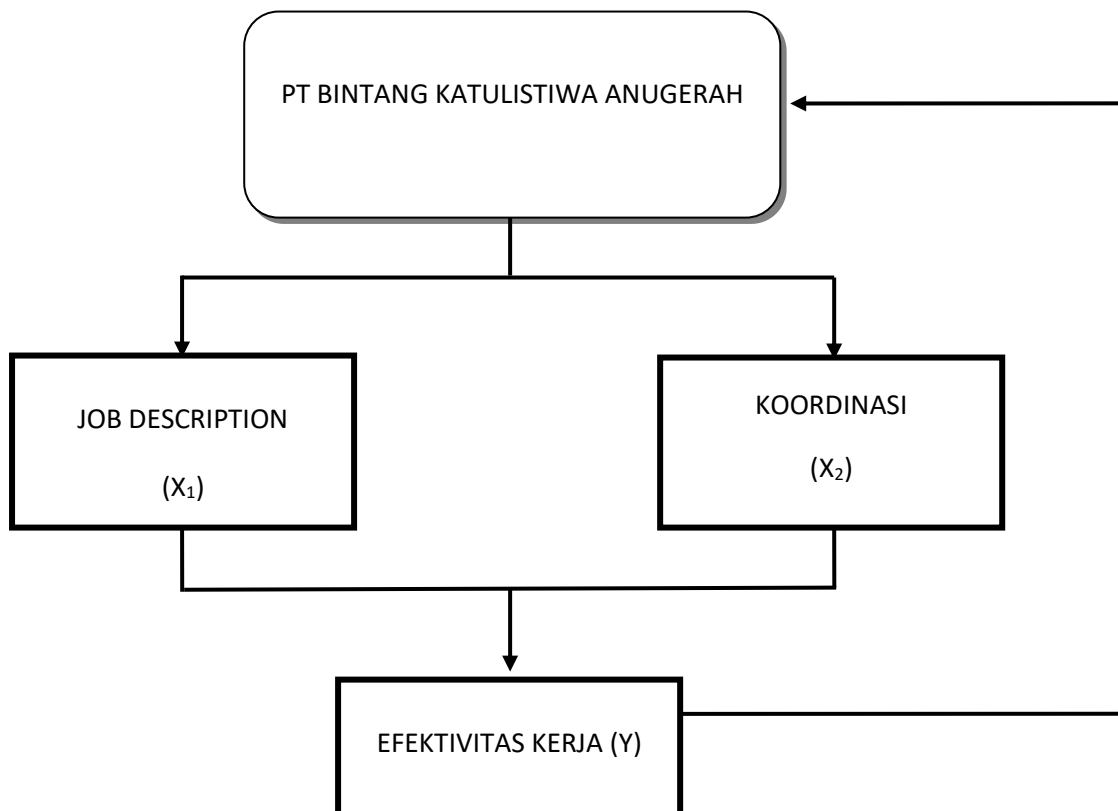 PT BINTANG KATULISTIWA ANUGERAH
JOB DESCRIPTION
(X₁)
KOORDINASI
(X₂)
EFEKTIVITAS KERJA (Y)